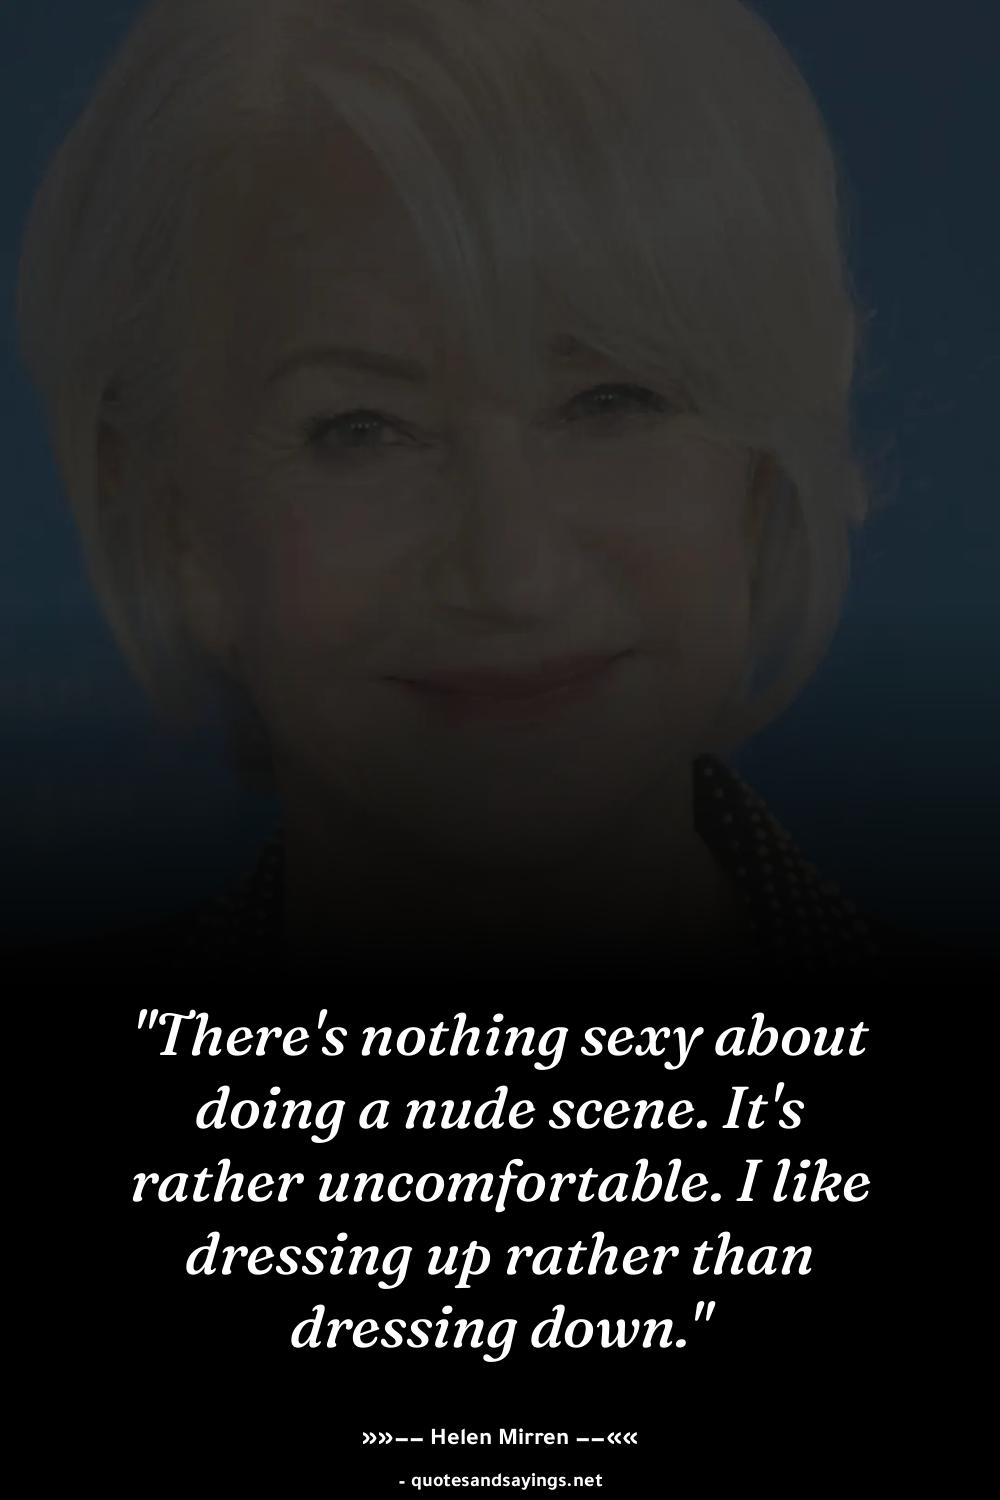 "There's nothing sexy about
doing a nude scene. It's
rather uncomfortable. I like
dressing up rather than
dressing down."
»»−− Helen Mirren −−««
- quotesandsayings.net